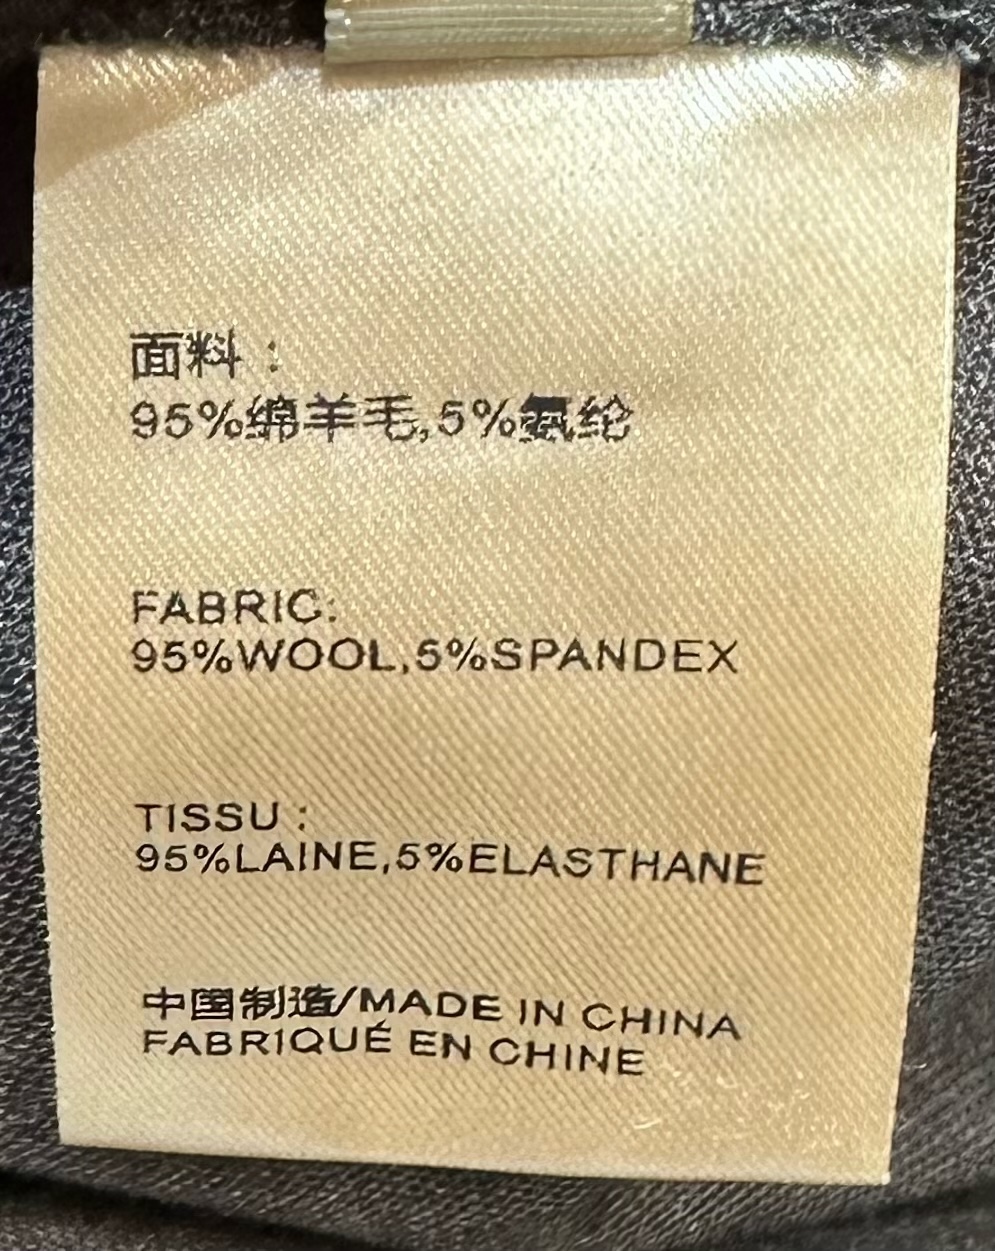 面料：
95%绵羊毛,5%氨纶
FABRIC:
95%WOOL,5%SPANDEX
TISSU :
95%LAINE,5%ELASTHANE
中国制造/MADE IN CHINA
FABRIQUÉ EN CHINE